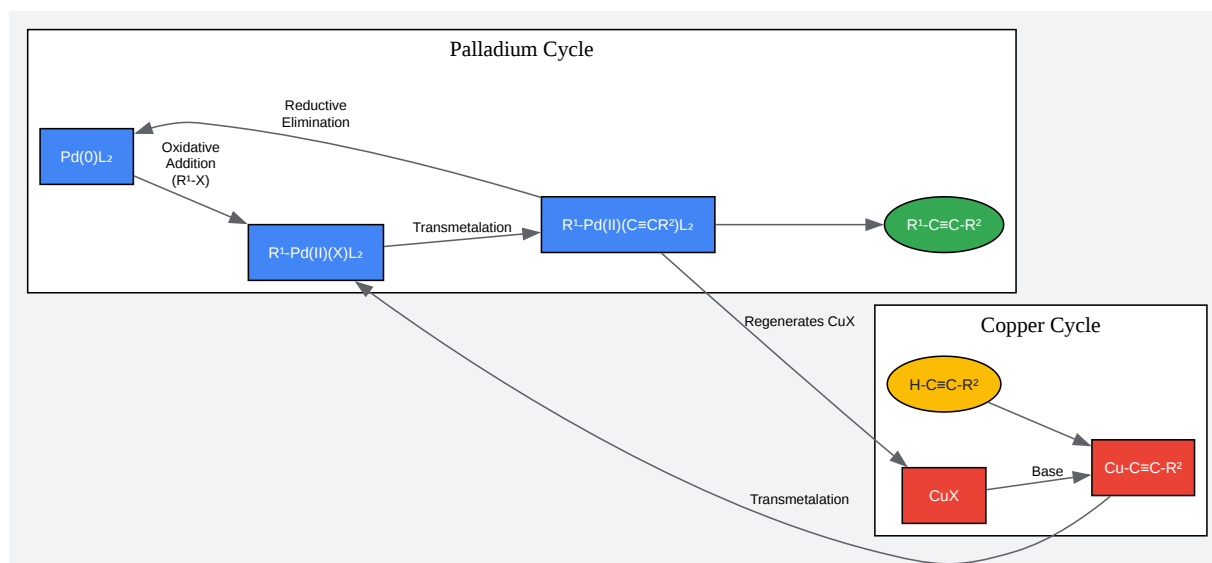 Palladium Cycle
Reductive
Elimination
Pd(0)L₂
Oxidative
Addition
(R¹-X)
R¹-Pd(II)(X)L₂
Transmetalation
R¹-Pd(II)(C≡CR²)L₂
R¹-C≡C-R²
Regenerates CuX
Copper Cycle
H-C≡C-R²
Cu-C≡C-R²
Base
CuX
Transmetalation